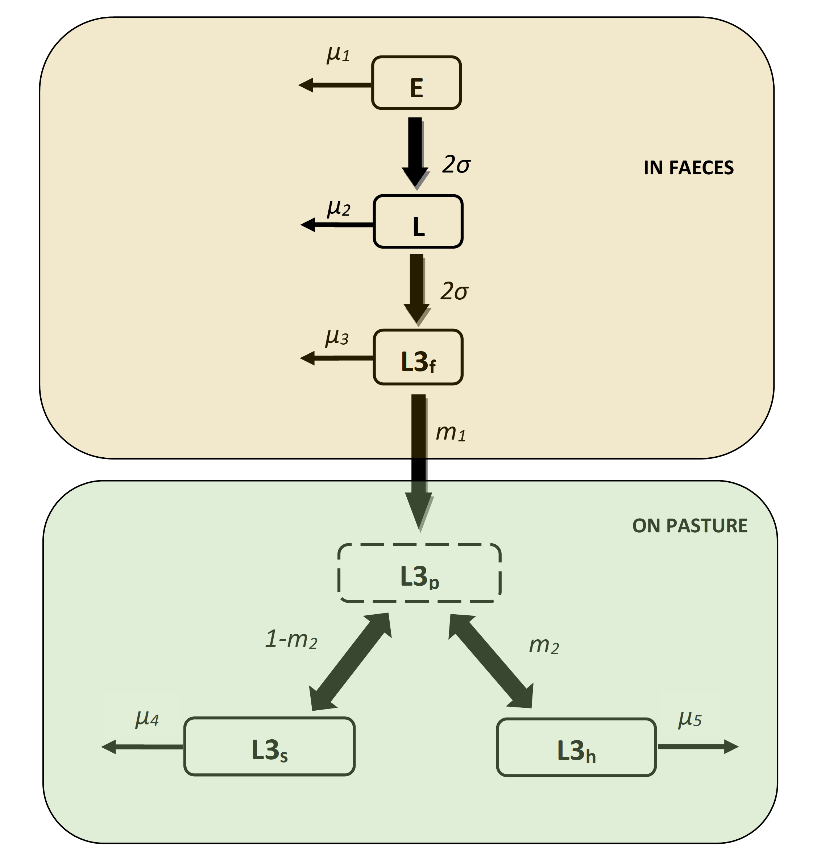 μ1
E
2σ
IN FAECES
μ2
L
2σ
μ3
L3f
m1
ON PASTURE
L3p
1-m2
m2
μ4
μ5
L3s
L3h